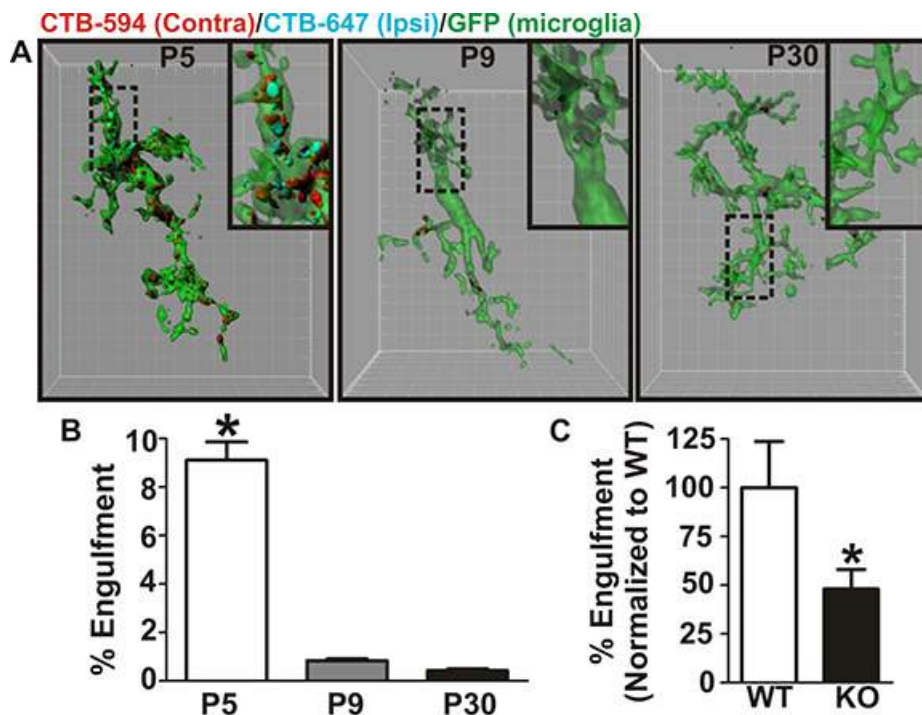 CTB-594 (Contra)/CTB-647 (Ipsi)/GFP (microglia)
A
P5
P9
P30
B
% Engulfment
10
8
6
4
2
0
*
P5
P9
P30
C
% Engulfment
(Normalized to WT)
125
100
75
50
25
0
*
WT
KO